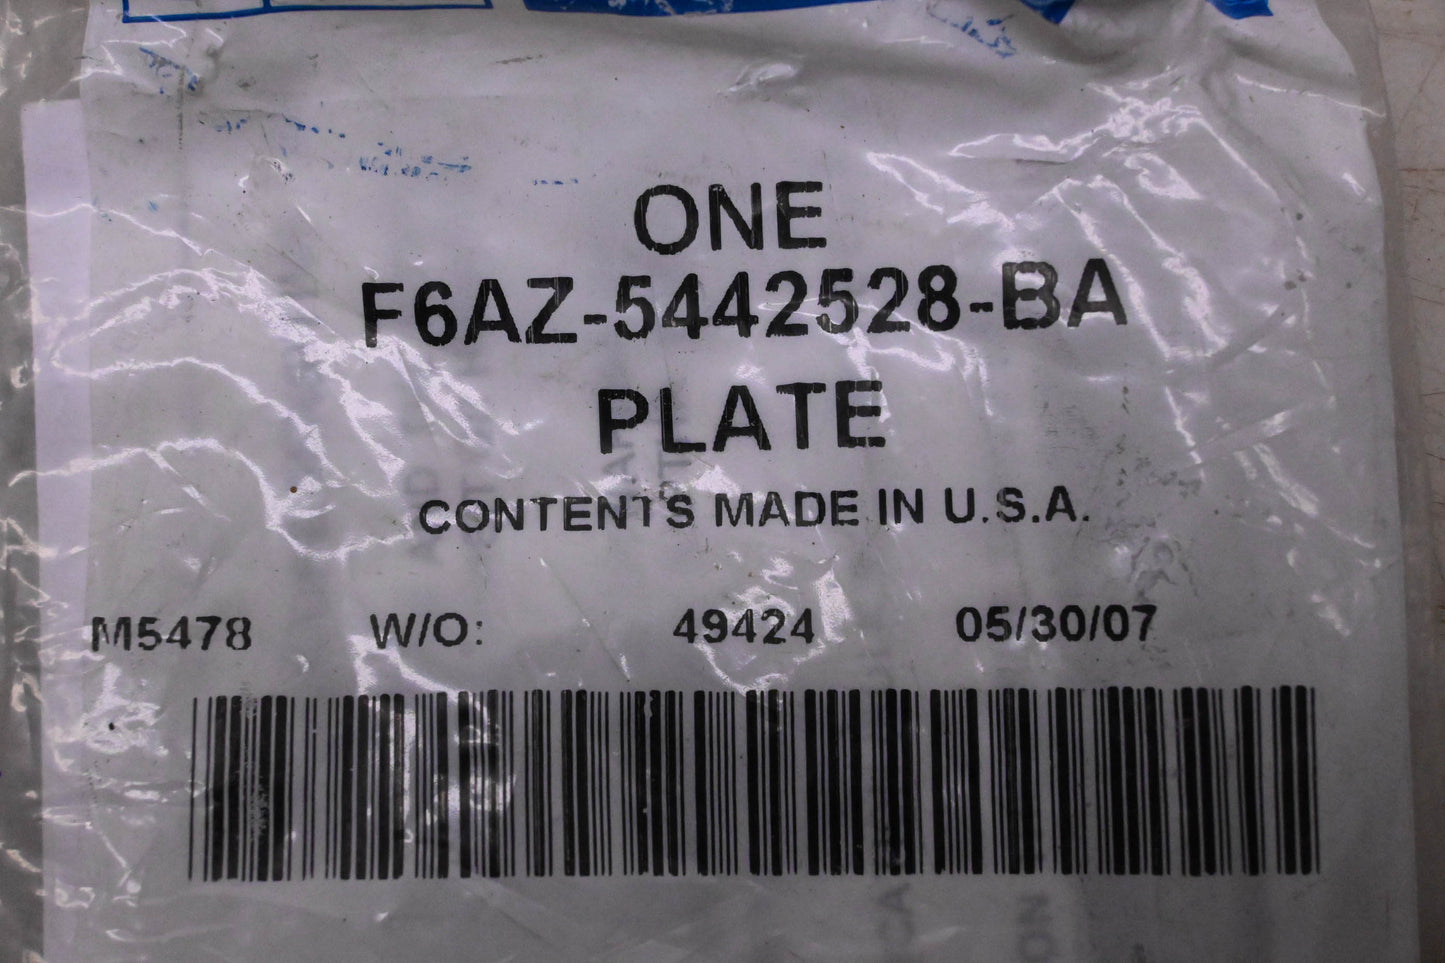 ONE
F6AZ-5442528-BA
PLATE
CONTENTS MADE IN U.S.A.
M5478 W/O: 49424 05/30/07